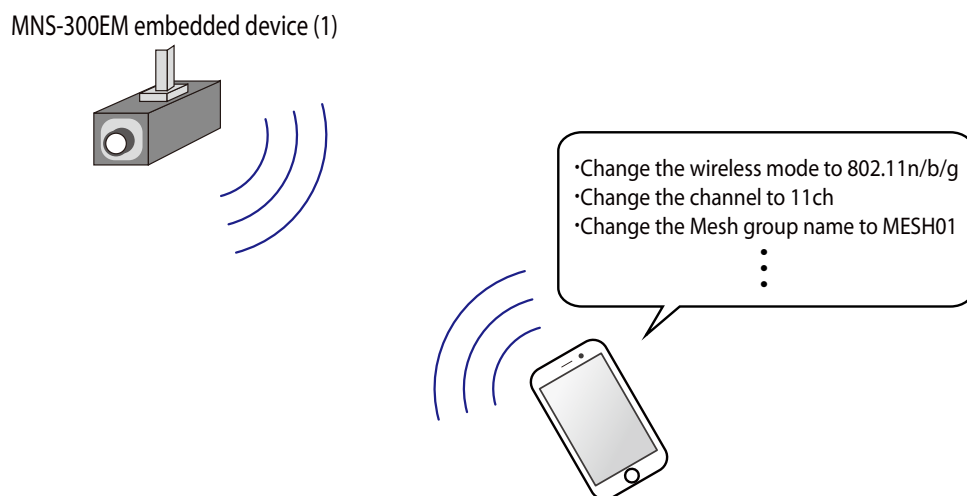 MNS-300EM embedded device (1)
･Change the wireless mode to 802.11n/b/g
･Change the channel to 11ch
･Change the Mesh group name to MESH01